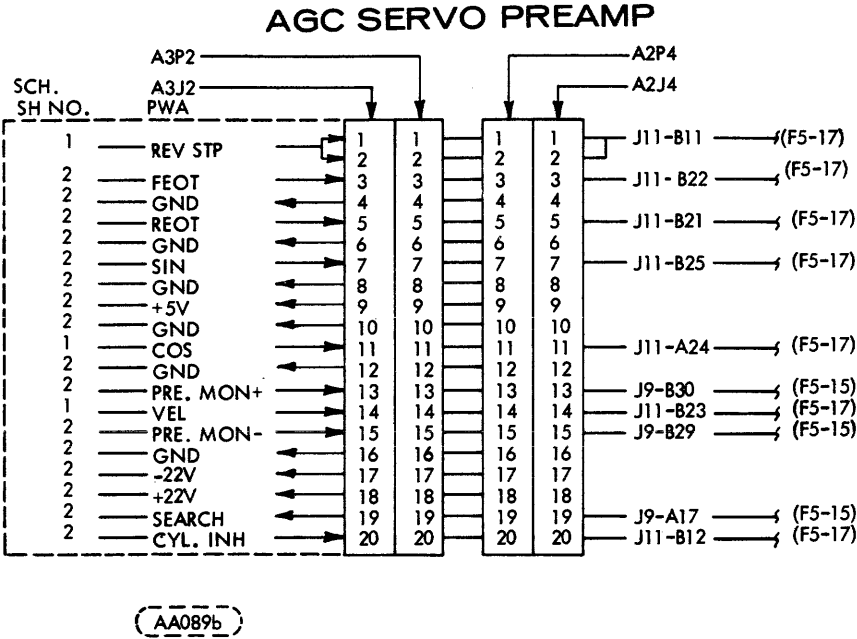 AGC SERVO PREAMP
A3P2 A2P4
SCH. A3J2 A2J4
SH NO. PWA
1 REV STP 1 1 1 1 J11-B11 (F5-17)
2 2 2 2
2 FEOT 3 3 3 3 J11-B22 (F5-17)
2 GND 4 4 4 4
2 REOT 5 5 5 5 J11-B21 (F5-17)
2 GND 6 6 6 6
2 SIN 7 7 7 7 J11-B25 (F5-17)
2 GND 8 8 8 8
2 +5V 9 9 9 9
2 GND 10 10 10 10
1 COS 11 11 11 11 J11-A24 (F5-17)
2 GND 12 12 12 12
2 PRE. MON+ 13 13 13 13 J9-B30 (F5-15)
1 VEL 14 14 14 14 J11-B23 (F5-17)
2 PRE. MON- 15 15 15 15 J9-B29 (F5-15)
2 GND 16 16 16 16
2 -22V 17 17 17 17
2 +22V 18 18 18 18
2 SEARCH 19 19 19 19 J9-A17 (F5-15)
2 CYL. INH 20 20 20 20 J11-B12 (F5-17)
AA089b